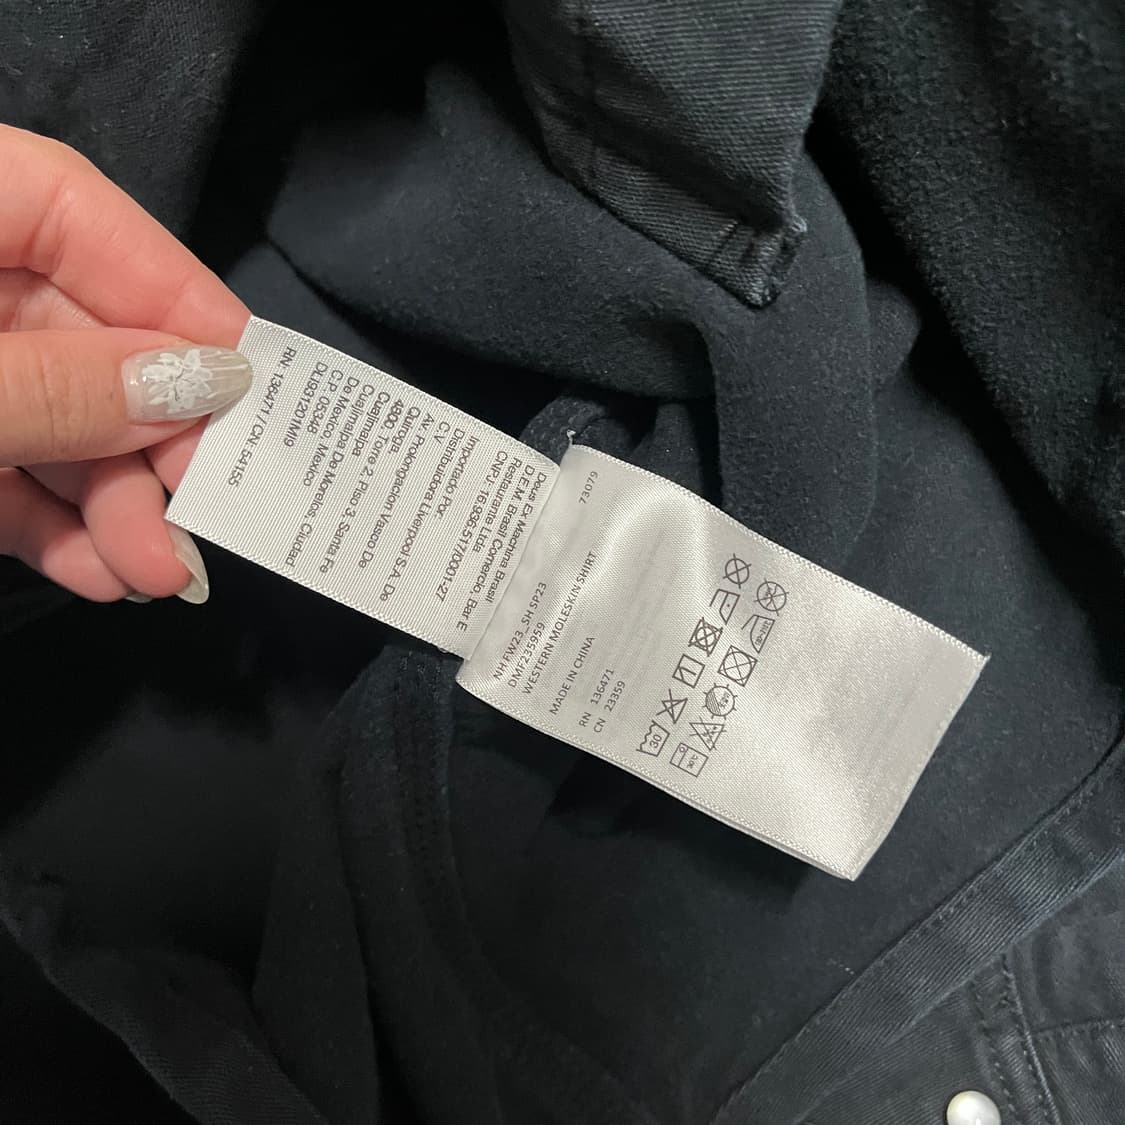 Deus Ex Machina Brasil
D.E.M. Brasil Comercio, Bar E
Restaurante Ltda
CNPJ: 16.936.517/0001-27
Importado Por:
Distribuidora Liverpool S.A. De
C.V
Av. Prolongacion Vasco De
Quiroga,
4800 Torre 2, Piso 3, Santa Fe
Cuajimalpa
Cuajimalpa De Morelos, Ciudad
De Mexico, Mexico
C.P. 05348
DLI931201MI9
RN: 136471 / CN: 54155
73079
NH FW23_SH SP23
DMF235959
WESTERN MOLESKIN SHIRT
MADE IN CHINA
RN 136471
CN 23359
30